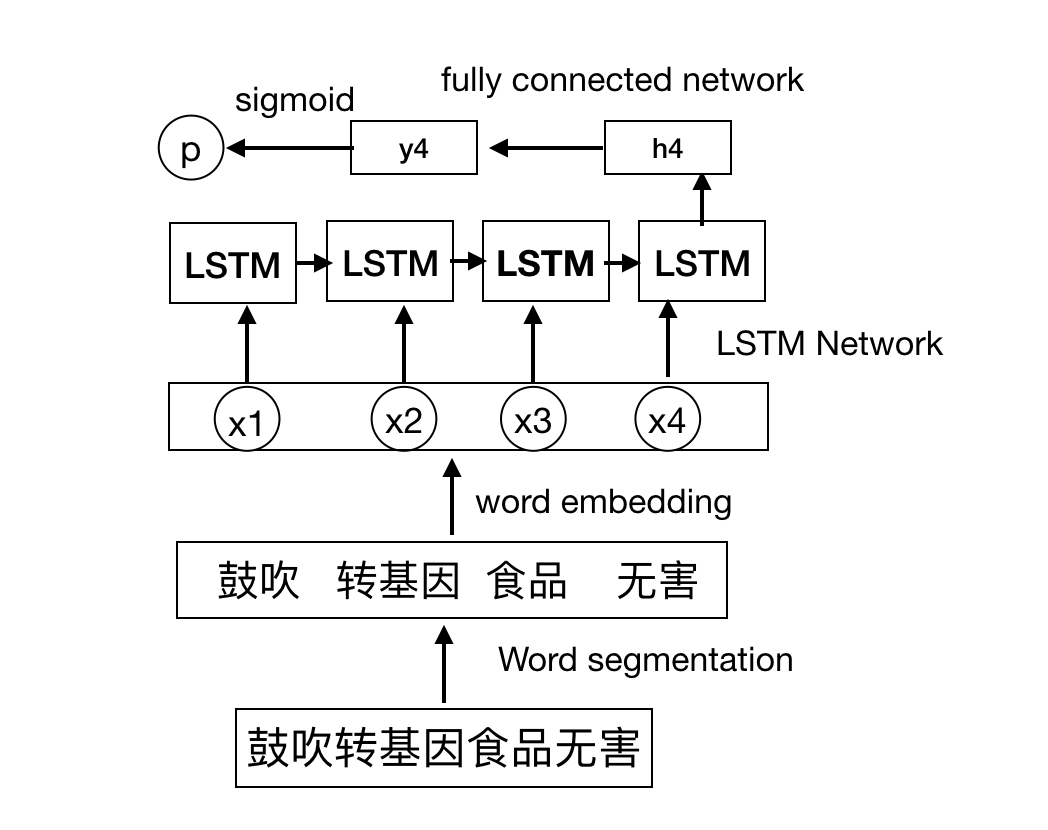 fully connected network
sigmoid
p
y4
h4
LSTM LSTM LSTM LSTM
LSTM Network
x1 x2 x3 x4
word embedding
鼓吹 转基因 食品 无害
Word segmentation
鼓吹转基因食品无害